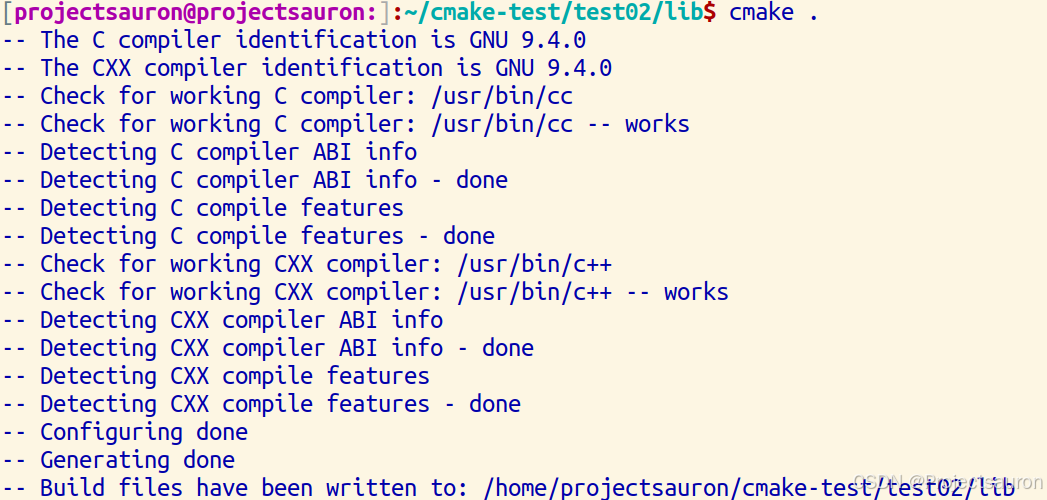 [projectsauron@projectsauron:]:~/cmake-test/test02/lib$ cmake .
-- The C compiler identification is GNU 9.4.0
-- The CXX compiler identification is GNU 9.4.0
-- Check for working C compiler: /usr/bin/cc
-- Check for working C compiler: /usr/bin/cc -- works
-- Detecting C compiler ABI info
-- Detecting C compiler ABI info - done
-- Detecting C compile features
-- Detecting C compile features - done
-- Check for working CXX compiler: /usr/bin/c++
-- Check for working CXX compiler: /usr/bin/c++ -- works
-- Detecting CXX compiler ABI info
-- Detecting CXX compiler ABI info - done
-- Detecting CXX compile features
-- Detecting CXX compile features - done
-- Configuring done
-- Generating done
-- Build files have been written to: /home/projectsauron/cmake-test/test02/lib
CSDN @Projectsauron